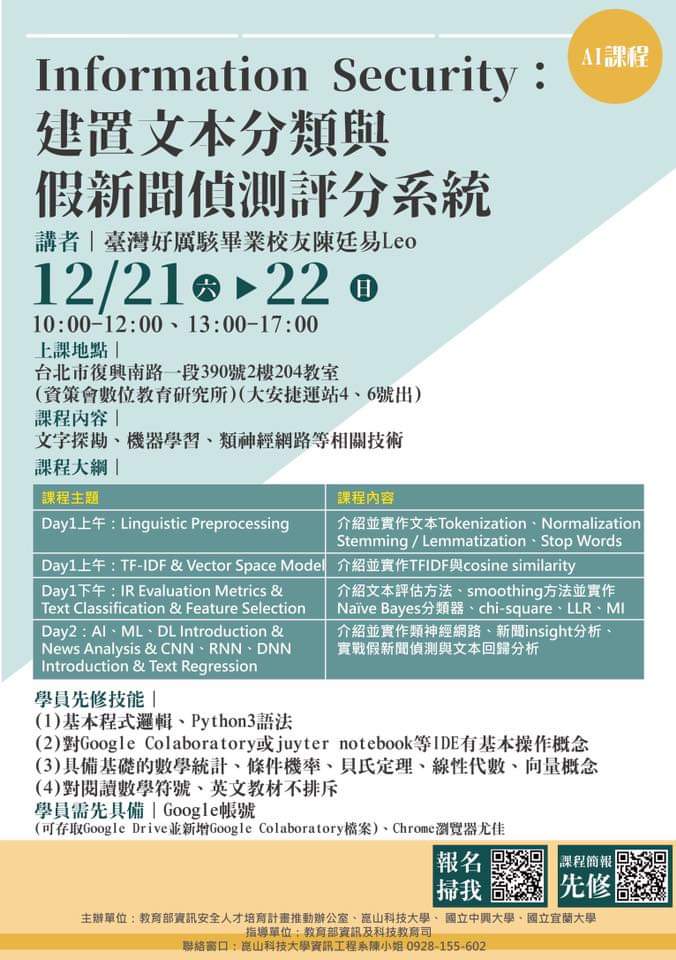 AI課程
Information Security：
建置文本分類與
假新聞偵測評分系統
講者｜臺灣好厲駭畢業校友陳廷易Leo
12/21 六 ▶ 22 日
10:00-12:00、13:00-17:00
上課地點｜
台北市復興南路一段390號2樓204教室
(資策會數位教育研究所)(大安捷運站4、6號出)
課程內容｜
文字探勘、機器學習、類神經網路等相關技術
課程大綱｜
課程主題 課程內容
Day1上午：Linguistic Preprocessing 介紹並實作文本Tokenization、Normalization
Stemming / Lemmatization、Stop Words
Day1上午：TF-IDF & Vector Space Model 介紹並實作TFIDF與cosine similarity
Day1下午：IR Evaluation Metrics & 介紹文本評估方法、smoothing方法並實作
Text Classification & Feature Selection Naïve Bayes分類器、chi-square、LLR、MI
Day2：AI、ML、DL Introduction & 介紹並實作類神經網路、新聞insight分析、
News Analysis & CNN、RNN、DNN 實戰假新聞偵測與文本回歸分析
Introduction & Text Regression
學員先修技能｜
(1)基本程式邏輯、Python3語法
(2)對Google Colaboratory或juyter notebook等IDE有基本操作概念
(3)具備基礎的數學統計、條件機率、貝氏定理、線性代數、向量概念
(4)對閱讀數學符號、英文教材不排斥
學員需先具備｜Google帳號
(可存取Google Drive並新增Google Colaboratory檔案)、Chrome瀏覽器尤佳
報名
掃我
課程簡報
先修
主辦單位：教育部資訊安全人才培育計畫推動辦公室、崑山科技大學、 國立中興大學、國立宜蘭大學
指導單位：教育部資訊及科技教育司
聯絡窗口：崑山科技大學資訊工程系陳小姐 0928-155-602